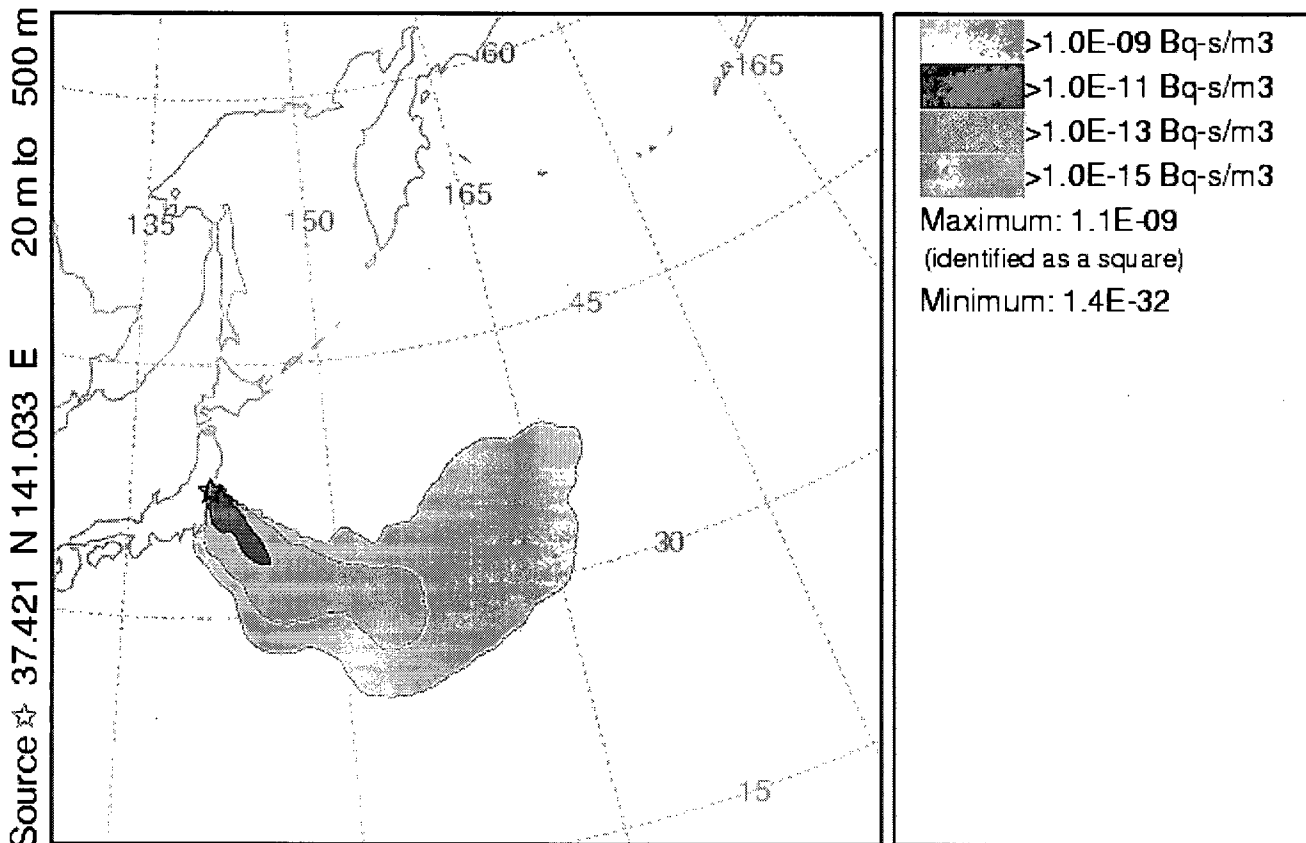 Source ☆ 37.421 N 141.033 E 20 m to 500 m
60
165
135
150
165
45
30
15
>1.0E-09 Bq-s/m3
>1.0E-11 Bq-s/m3
>1.0E-13 Bq-s/m3
>1.0E-15 Bq-s/m3
Maximum: 1.1E-09
(identified as a square)
Minimum: 1.4E-32